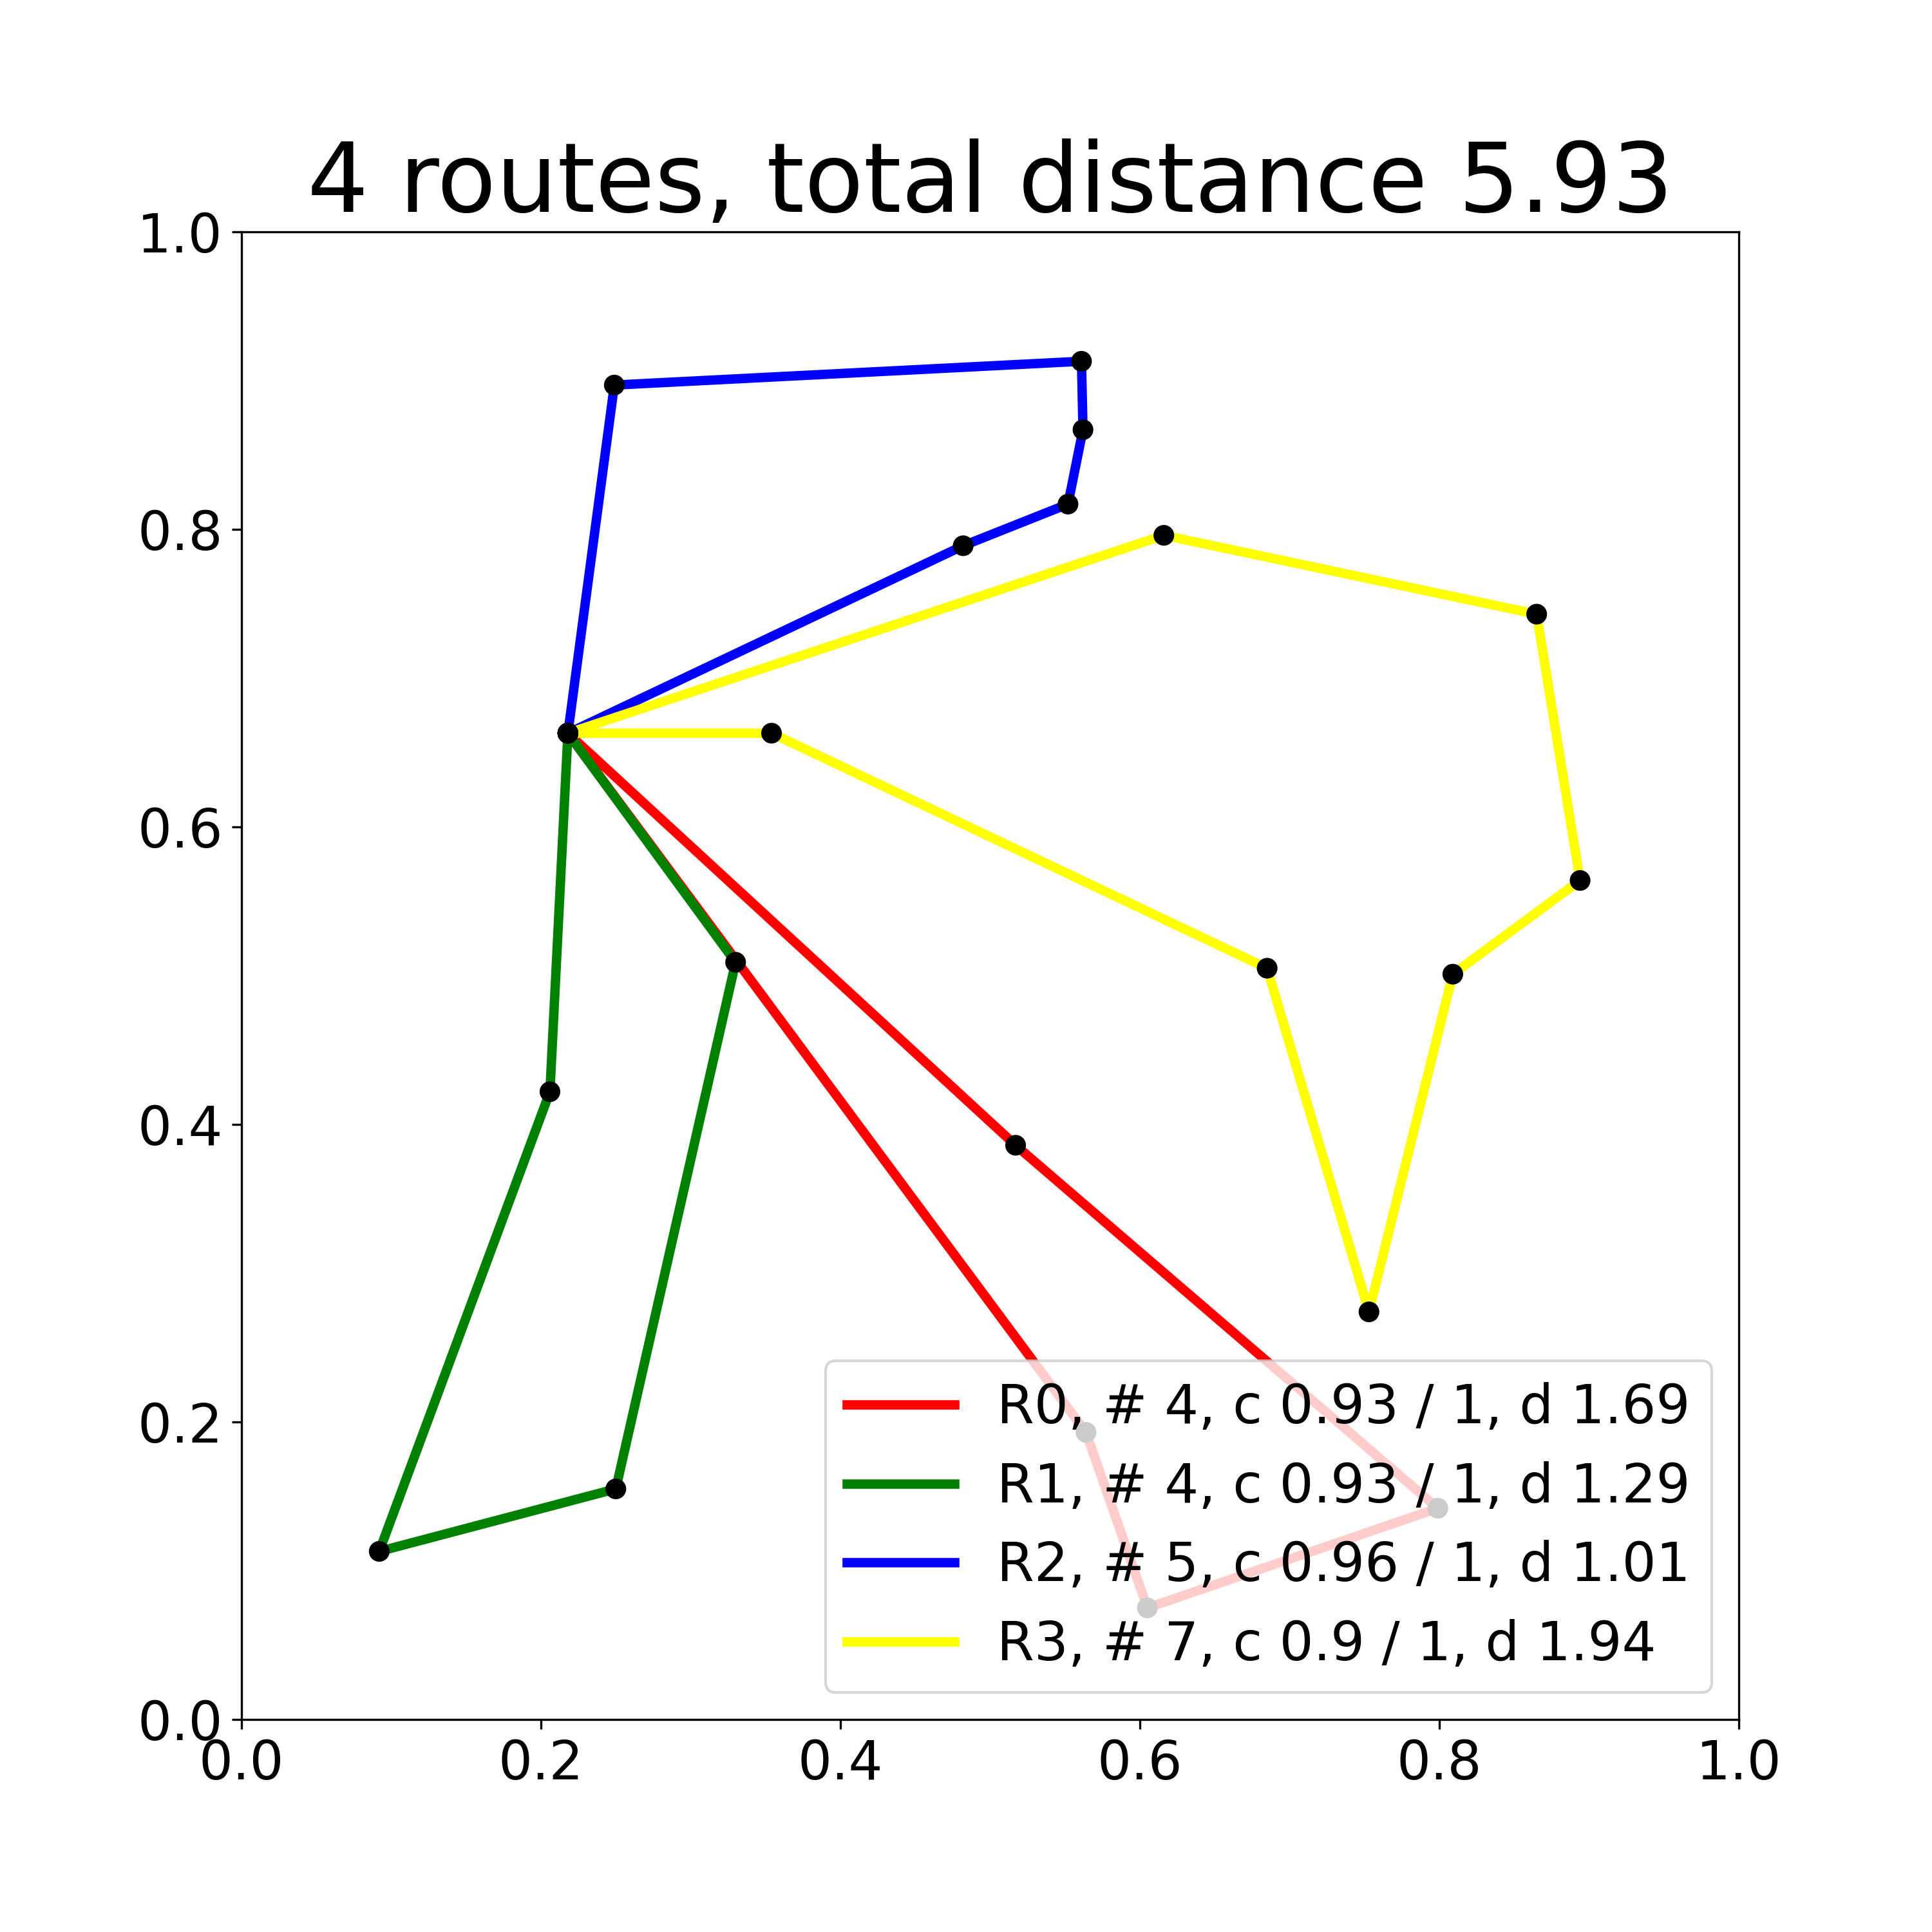 4 routes, total distance 5.93
1.0
0.8
0.6
0.4
0.2
0.0
R0, # 4, c 0.93 / 1, d 1.69
R1, # 4, c 0.93 / 1, d 1.29
R2, # 5, c 0.96 / 1, d 1.01
R3, # 7, c 0.9 / 1, d 1.94
0.0 0.2 0.4 0.6 0.8 1.0